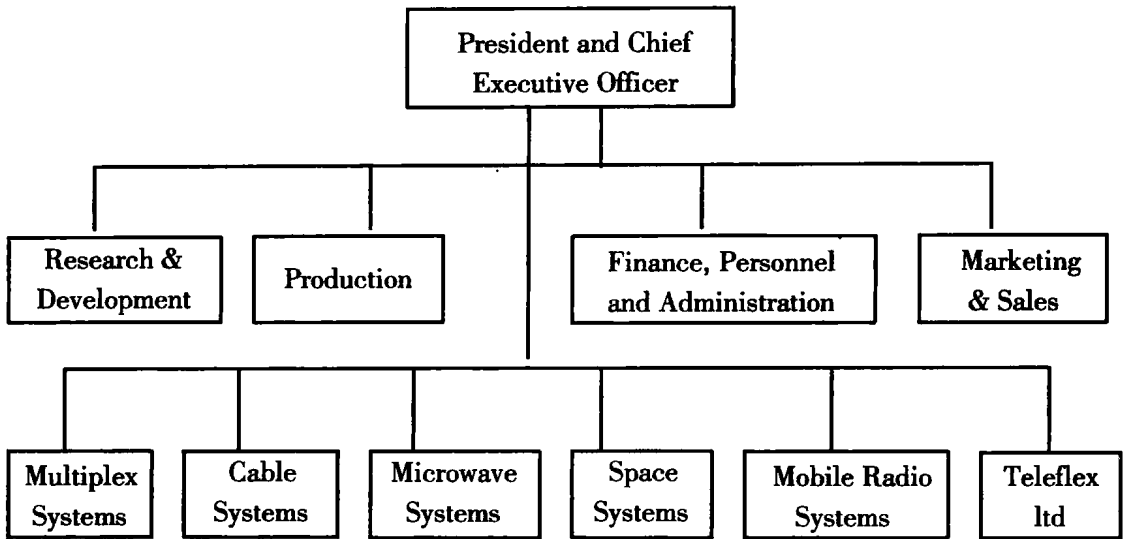 President and Chief
Executive Officer
Research &
Development
Production
Finance, Personnel
and Administration
Marketing
& Sales
Multiplex
Systems
Cable
Systems
Microwave
Systems
Space
Systems
Mobile Radio
Systems
Teleflex
ltd